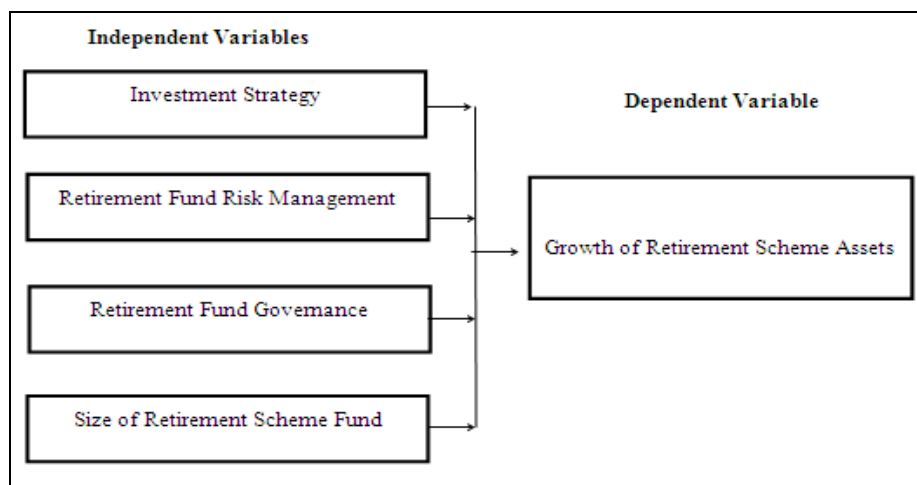 Independent Variables
Investment Strategy
Retirement Fund Risk Management
Retirement Fund Governance
Size of Retirement Scheme Fund
Dependent Variable
Growth of Retirement Scheme Assets